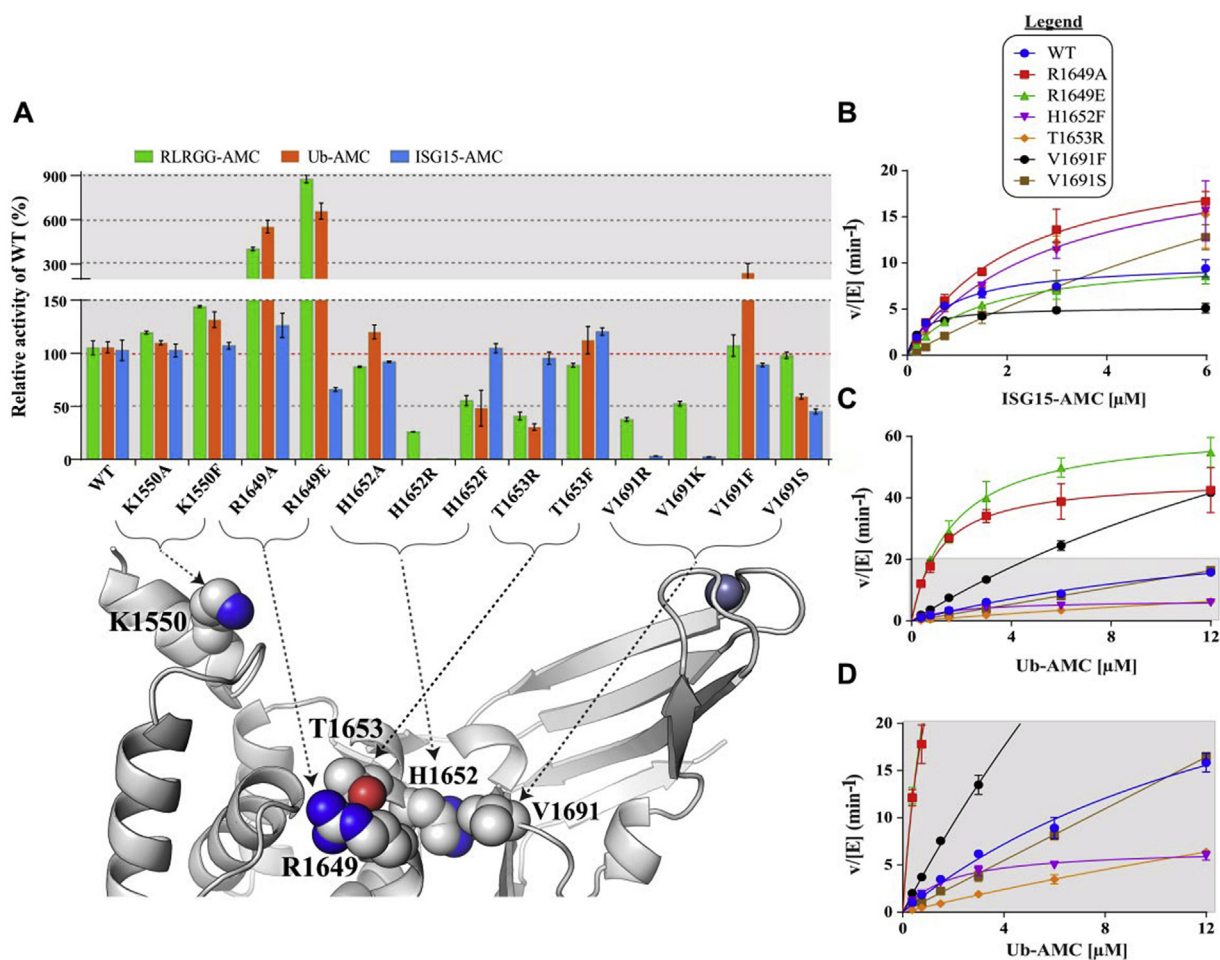 Legend
WT
R1649A
R1649E
H1652F
T1653R
V1691F
V1691S
A
RLRGG-AMC Ub-AMC ISG15-AMC
Relative activity of WT (%)
900
600
300
150
100
50
0
WT K1550A K1550F R1649A R1649E H1652A H1652R H1652F T1653R T1653F V1691R V1691K V1691F V1691S
K1550
T1653
H1652
V1691
R1649
B
v/[E] (min-1)
20
15
10
5
0
0 2 4 6
ISG15-AMC [µM]
C
v/[E] (min-1)
60
40
20
0
0 4 8 12
Ub-AMC [µM]
D
v/[E] (min-1)
20
15
10
5
0
0 4 8 12
Ub-AMC [µM]